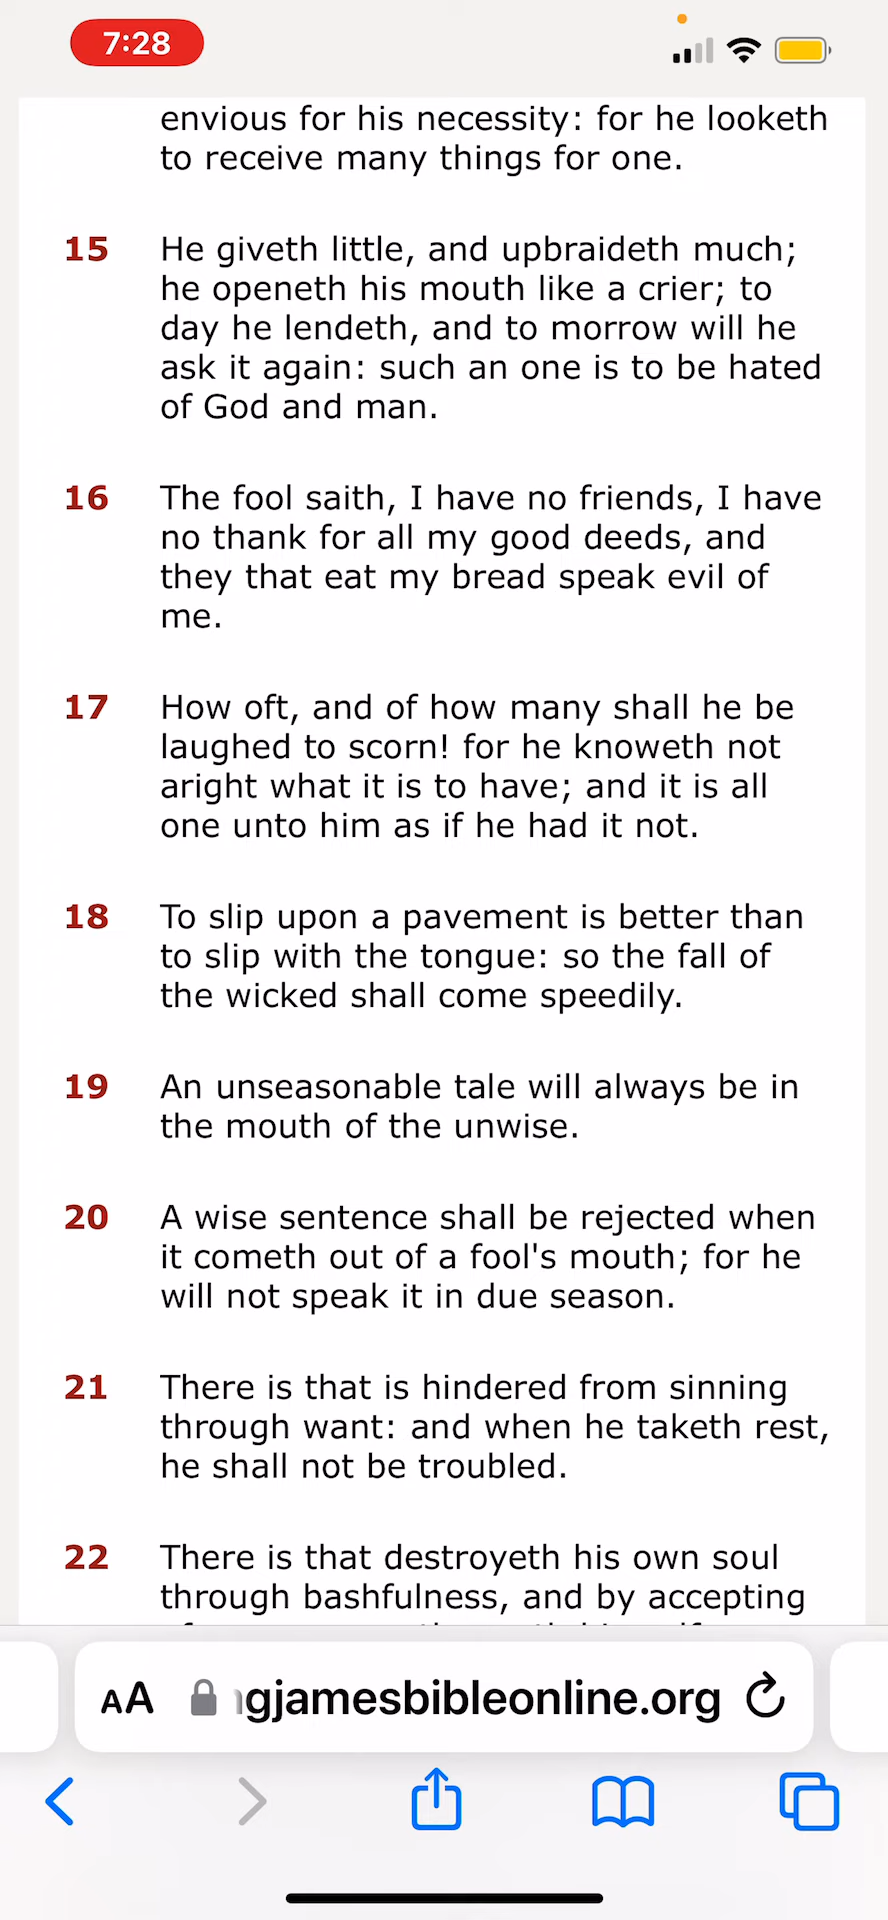 7:28
envious for his necessity: for he looketh
to receive many things for one.
15 He giveth little, and upbraideth much;
he openeth his mouth like a crier; to
day he lendeth, and to morrow will he
ask it again: such an one is to be hated
of God and man.
16 The fool saith, I have no friends, I have
no thank for all my good deeds, and
they that eat my bread speak evil of
me.
17 How oft, and of how many shall he be
laughed to scorn! for he knoweth not
aright what it is to have; and it is all
one unto him as if he had it not.
18 To slip upon a pavement is better than
to slip with the tongue: so the fall of
the wicked shall come speedily.
19 An unseasonable tale will always be in
the mouth of the unwise.
20 A wise sentence shall be rejected when
it cometh out of a fool's mouth; for he
will not speak it in due season.
21 There is that is hindered from sinning
through want: and when he taketh rest,
he shall not be troubled.
22 There is that destroyeth his own soul
through bashfulness, and by accepting
AA gjamesbibleonline.org